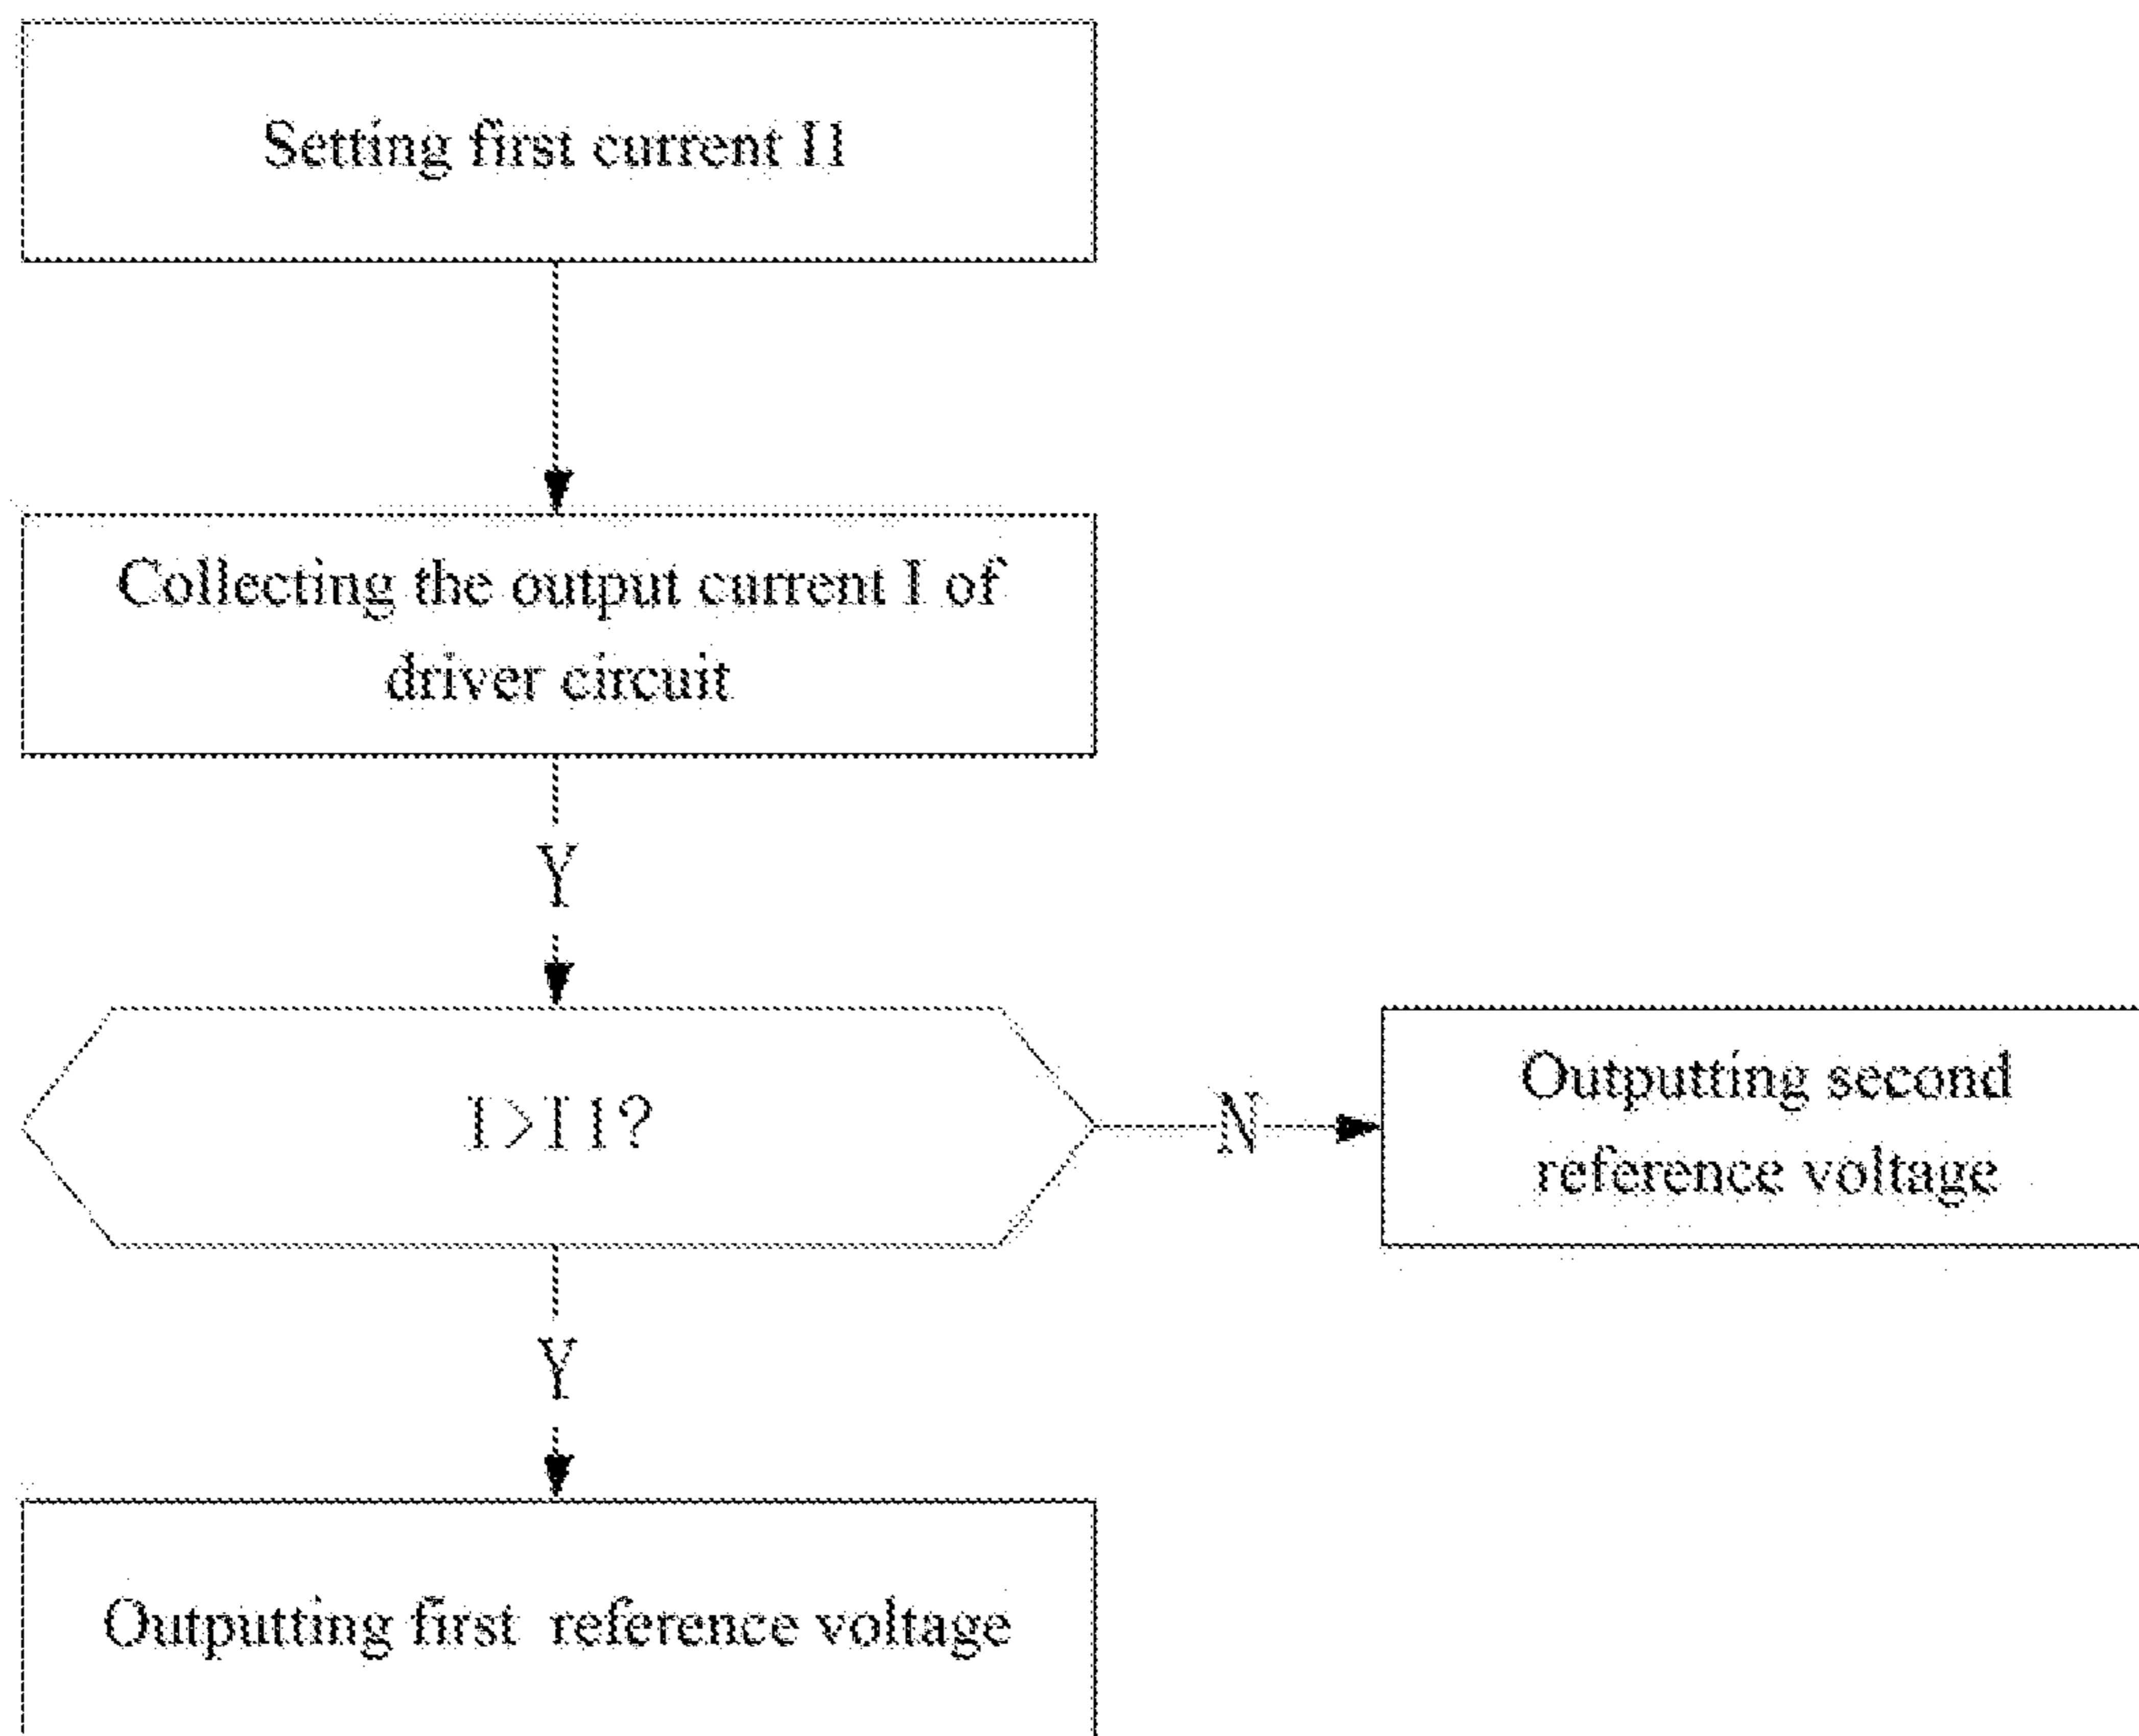 Setting first current I1
Collecting the output current I of
driver circuit
Y
I>I1?
N
Outputting second
reference voltage
Y
Outputting first reference voltage